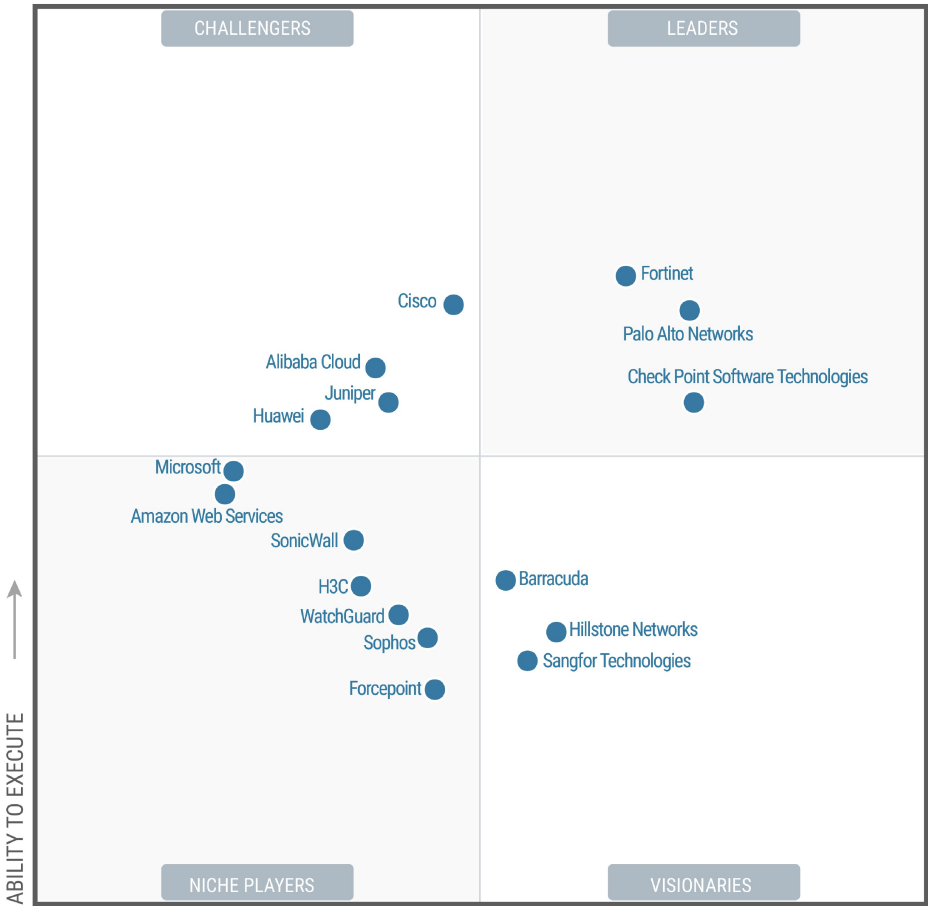 CHALLENGERS
LEADERS
Fortinet
Cisco
Palo Alto Networks
Alibaba Cloud
Check Point Software Technologies
Juniper
Huawei
Microsoft
Amazon Web Services
SonicWall
H3C
Barracuda
WatchGuard
Hillstone Networks
Sophos
Sangfor Technologies
Forcepoint
ABILITY TO EXECUTE
NICHE PLAYERS
VISIONARIES